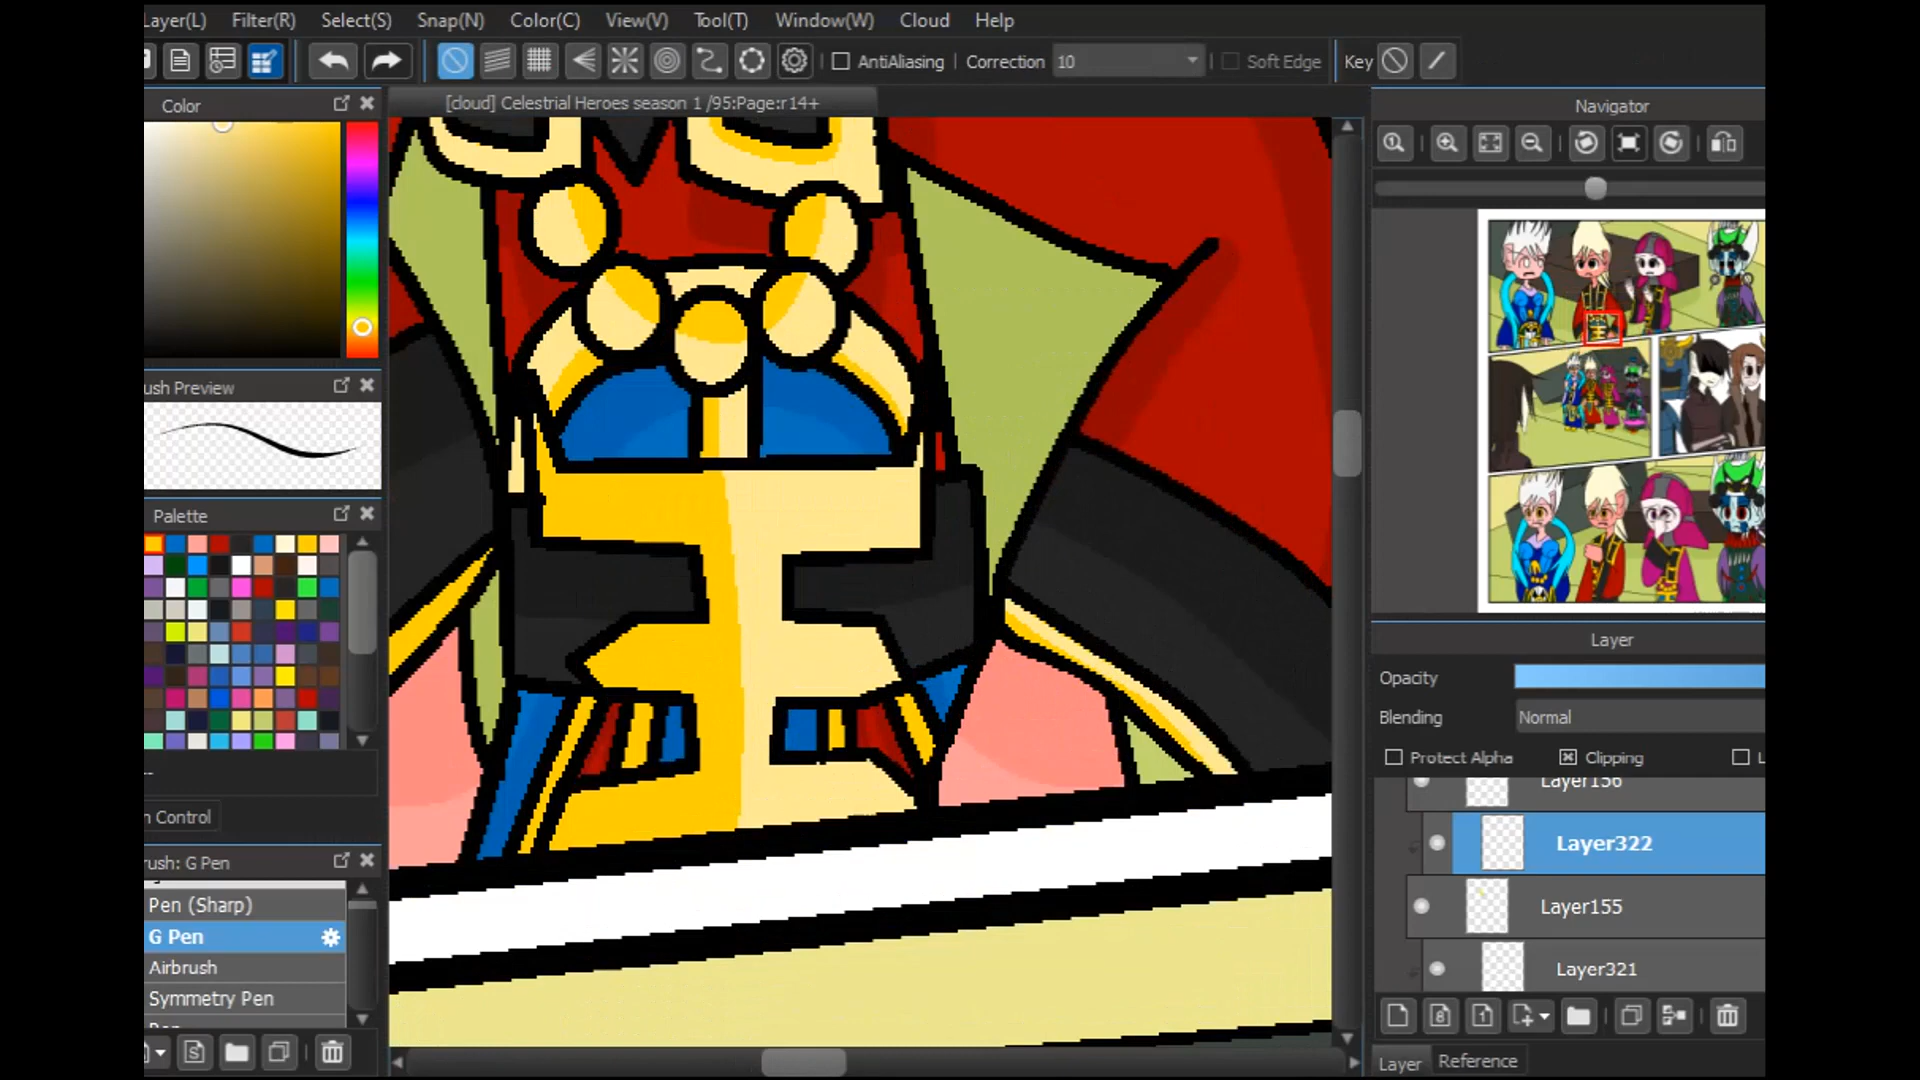 Layer(L) Filter(R) Select(S) Snap(N) Color(C) View(V) Tool(T) Window(W) Cloud Help
AntiAliasing Correction 10 Soft Edge Key
Color
[cloud] Celestrial Heroes season 1 /95:Page:r14+
Navigator
ush Preview
Palette
--
n Control
rush: G Pen
Pen (Sharp)
G Pen
Airbrush
Symmetry Pen
Layer
Opacity
Blending Normal
Protect Alpha Clipping L
Layer156
Layer322
Layer155
Layer321
Layer Reference